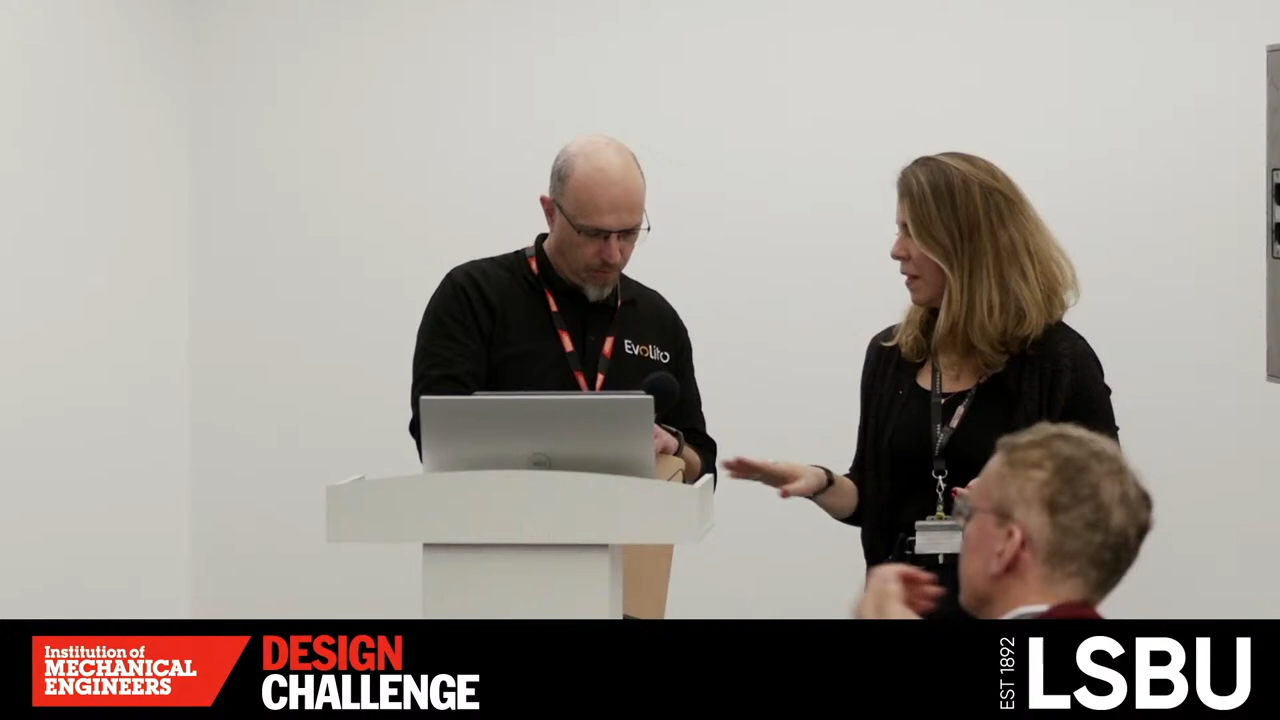 Evolito
Institution of
MECHANICAL
ENGINEERS
DESIGN
CHALLENGE
EST 1892
LSBU